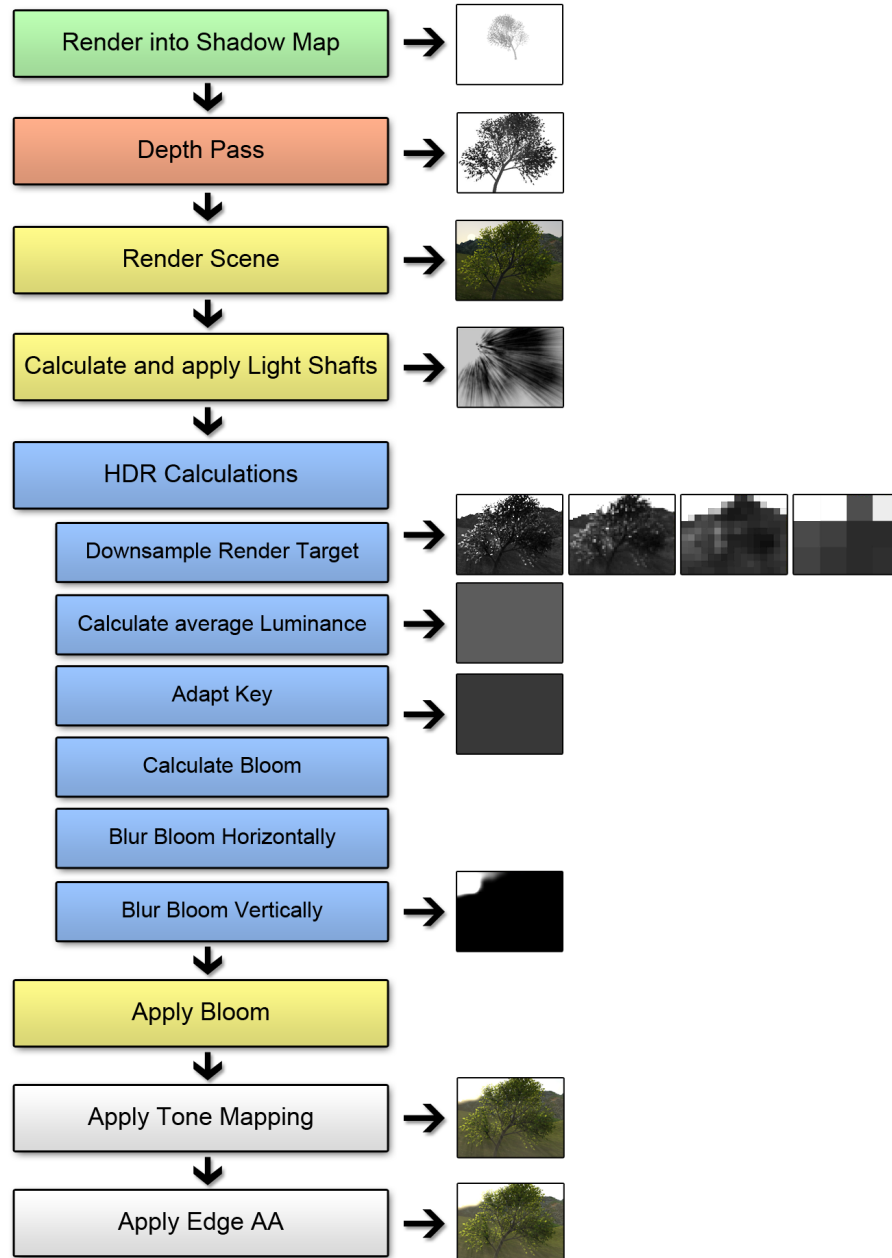 Render into Shadow Map
Depth Pass
Render Scene
Calculate and apply Light Shafts
HDR Calculations
Downsample Render Target
Calculate average Luminance
Adapt Key
Calculate Bloom
Blur Bloom Horizontally
Blur Bloom Vertically
Apply Bloom
Apply Tone Mapping
Apply Edge AA